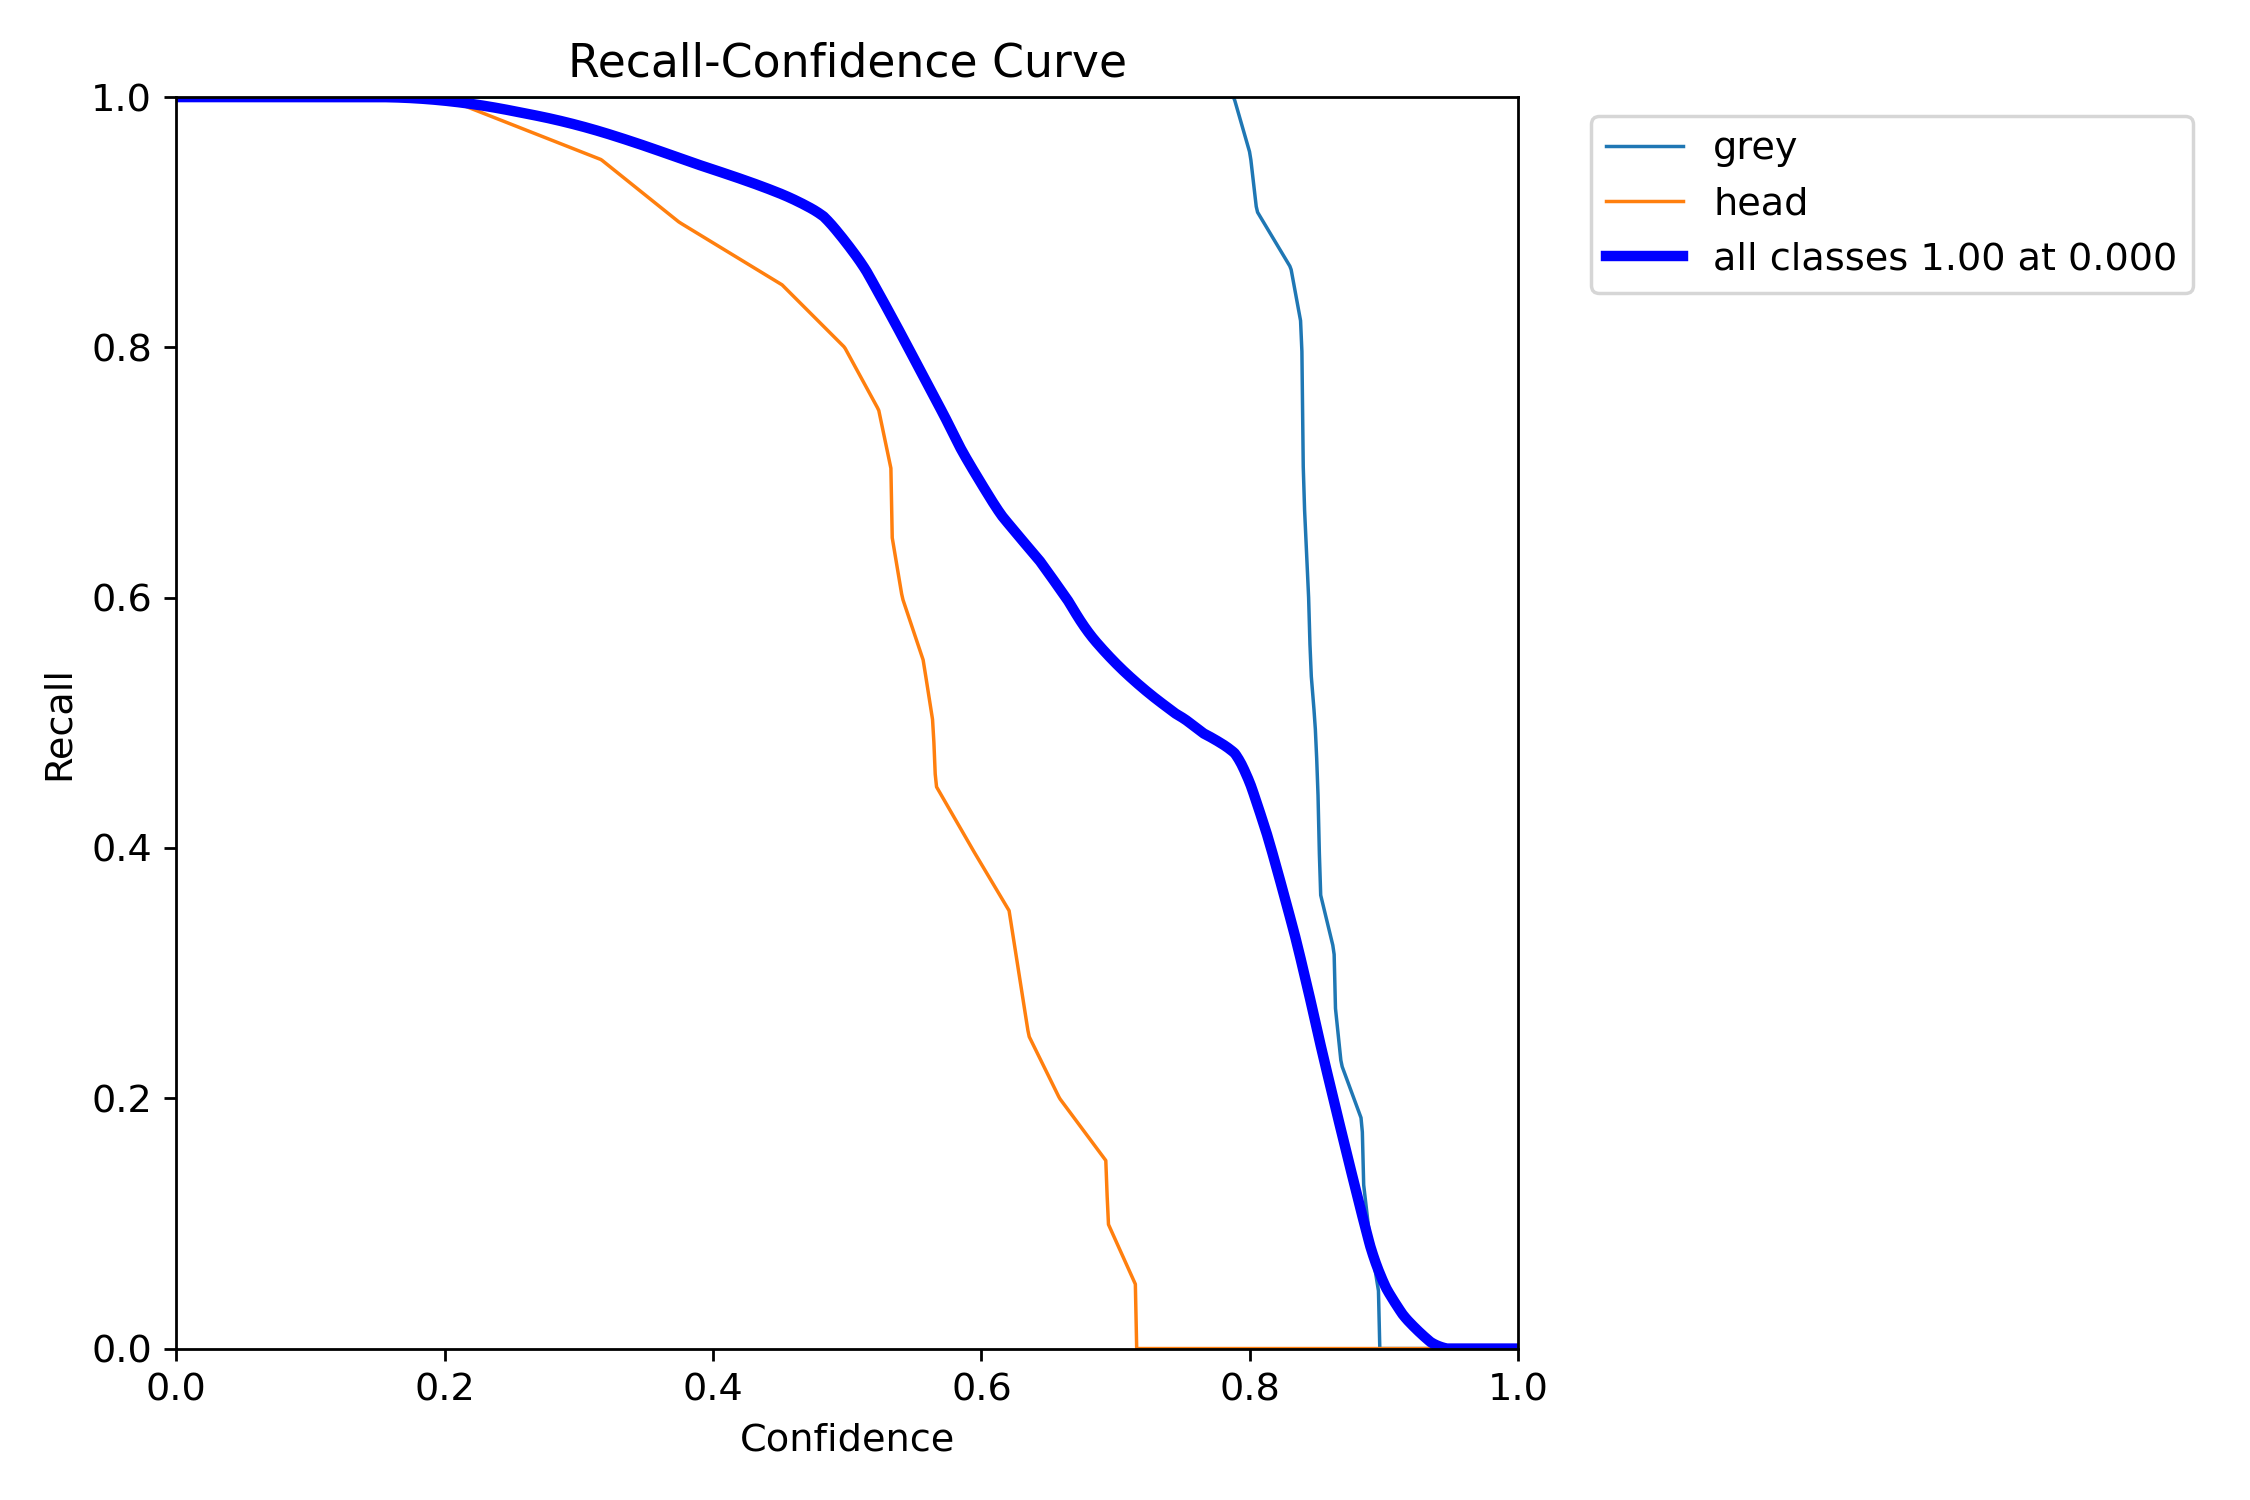 Recall-Confidence Curve
1.0
0.8
0.6
0.4
0.2
0.0
Recall
0.0 0.2 0.4 0.6 0.8 1.0
Confidence
grey
head
all classes 1.00 at 0.000